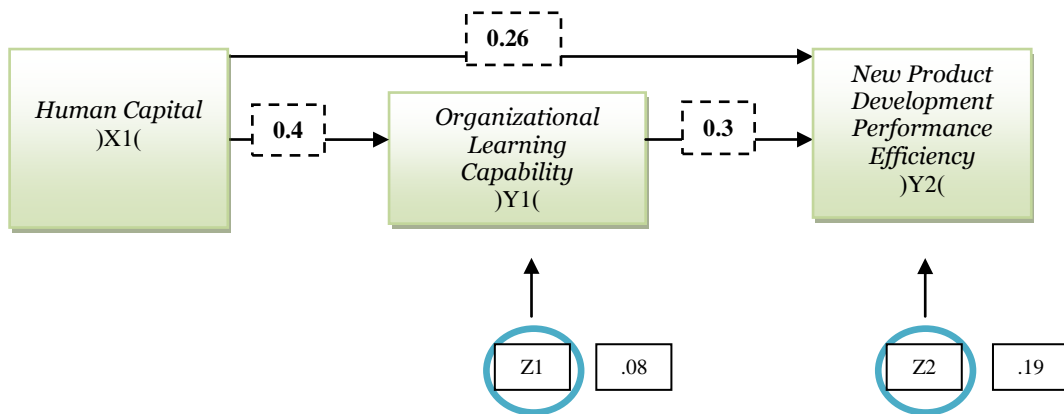 0.26
Human Capital
)X1(
0.4
Organizational
Learning
Capability
)Y1(
0.3
New Product
Development
Performance
Efficiency
)Y2(
Z1
.08
Z2
.19